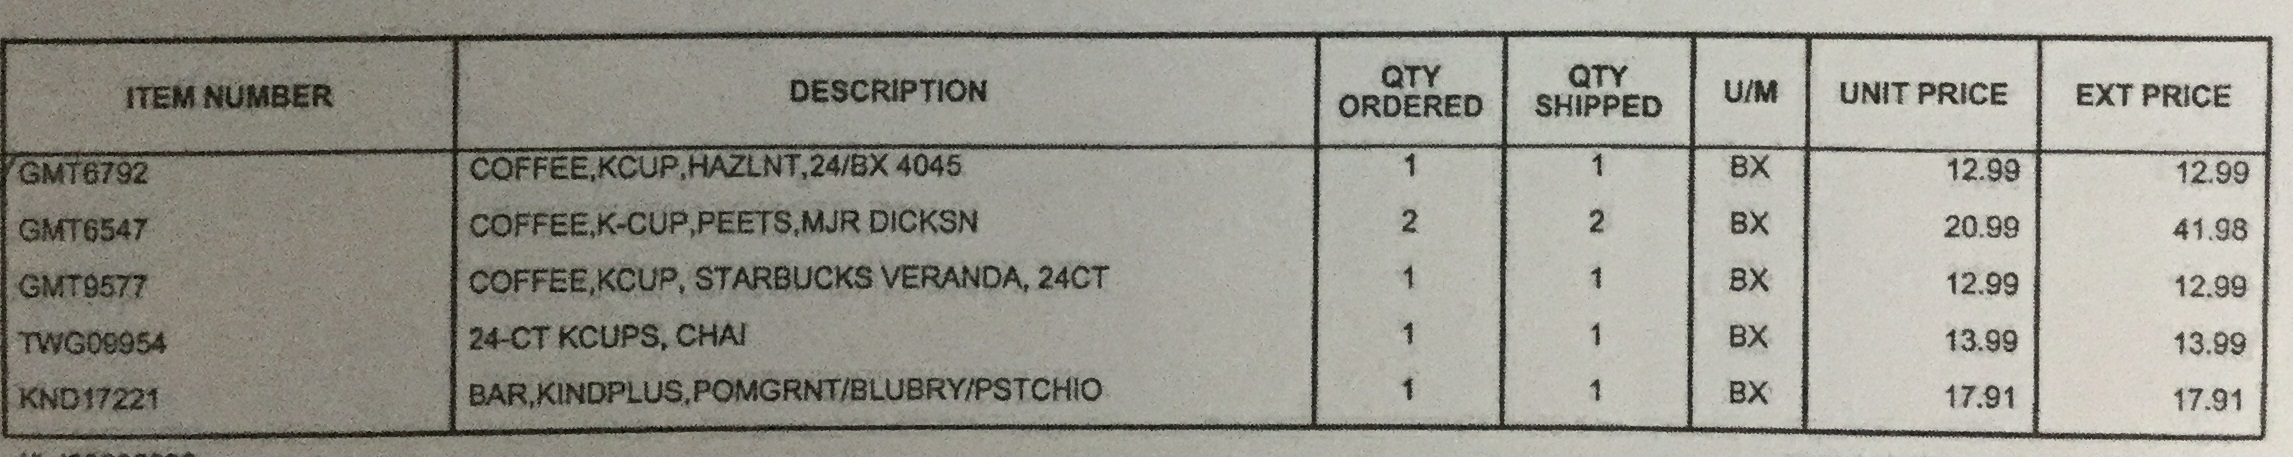 ITEM NUMBER DESCRIPTION QTY ORDERED QTY SHIPPED U/M UNIT PRICE EXT PRICE
GMT6792 COFFEE,KCUP,HAZLNT,24/BX 4045 1 1 BX 12.99 12.99
GMT6547 COFFEE,K-CUP,PEETS,MJR DICKSN 2 2 BX 20.99 41.98
GMT9577 COFFEE,KCUP, STARBUCKS VERANDA, 24CT 1 1 BX 12.99 12.99
TWG09954 24-CT KCUPS, CHAI 1 1 BX 13.99 13.99
KND17221 BAR,KINDPLUS,POMGRNT/BLUBRY/PSTCHIO 1 1 BX 17.91 17.91